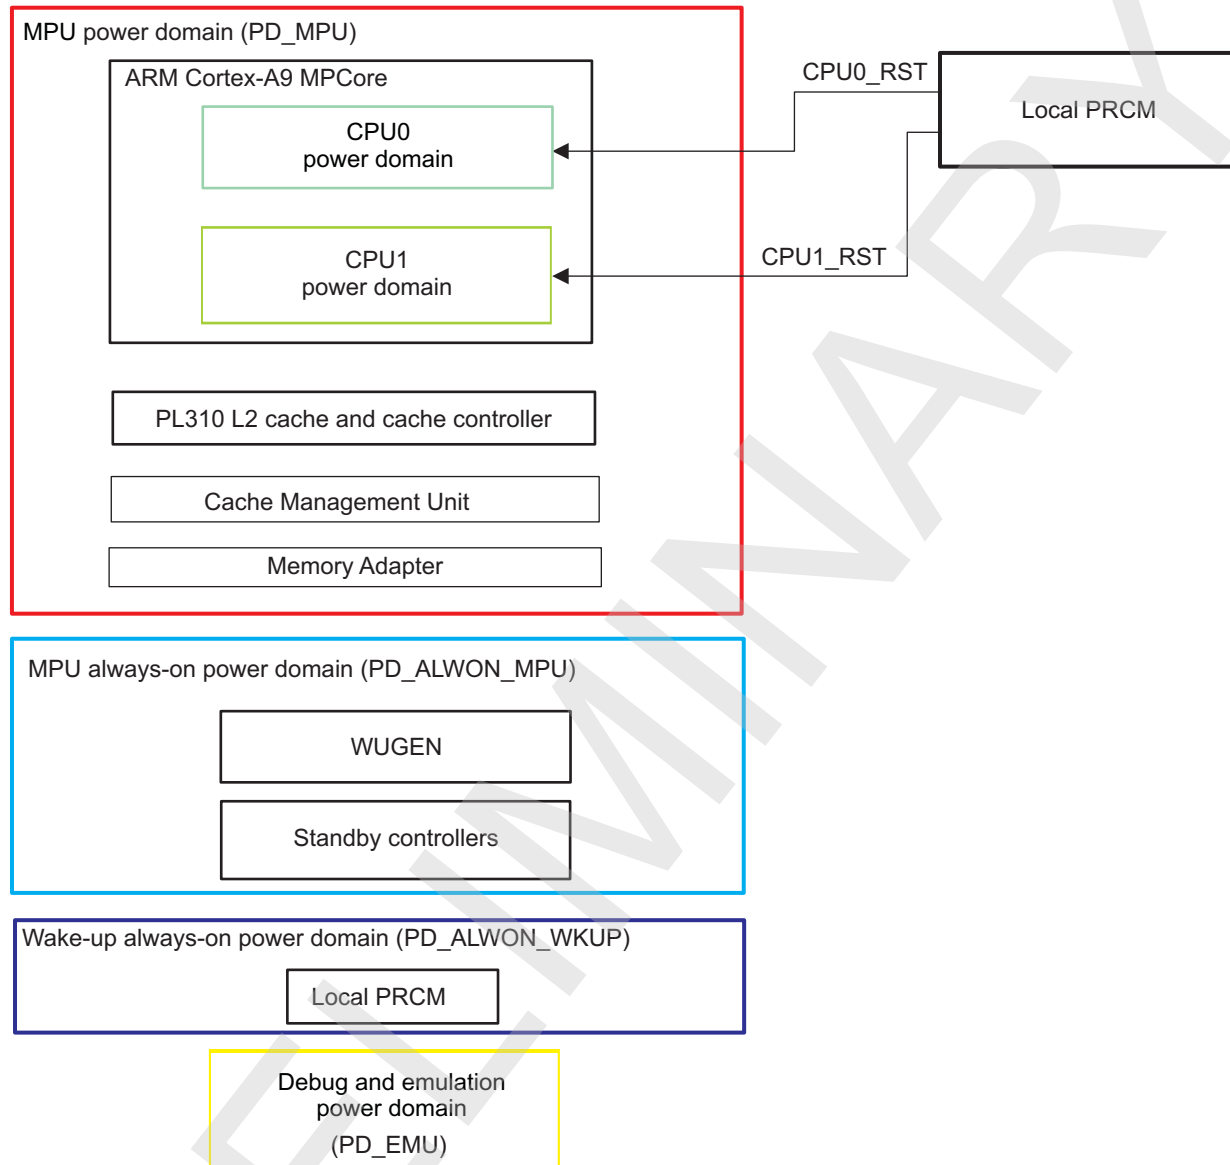 MPU power domain (PD_MPU)
ARM Cortex-A9 MPCore
CPU0_RST
Local PRCM
CPU0
power domain
CPU1_RST
CPU1
power domain
PL310 L2 cache and cache controller
Cache Management Unit
Memory Adapter
MPU always-on power domain (PD_ALWON_MPU)
WUGEN
Standby controllers
Wake-up always-on power domain (PD_ALWON_WKUP)
Local PRCM
Debug and emulation
power domain
(PD_EMU)
ELIMINARY